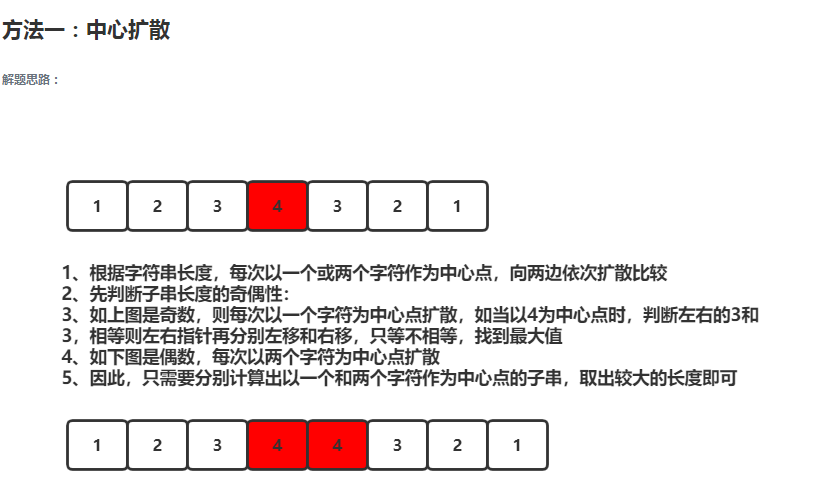 方法一：中心扩散
解题思路：
1 2 3 4 3 2 1
1、根据字符串长度，每次以一个或两个字符作为中心点，向两边依次扩散比较
2、先判断子串长度的奇偶性：
3、如上图是奇数，则每次以一个字符为中心点扩散，如当以4为中心点时，判断左右的3和
3，相等则左右指针再分别左移和右移，只等不相等，找到最大值
4、如下图是偶数，每次以两个字符为中心点扩散
5、因此，只需要分别计算出以一个和两个字符作为中心点的子串，取出较大的长度即可
1 2 3 4 4 3 2 1